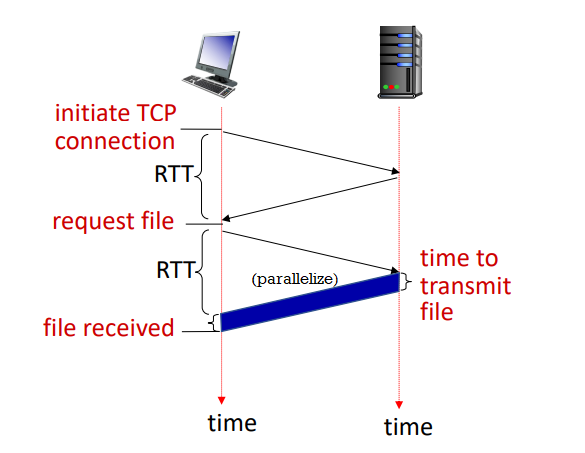 initiate TCP
connection
RTT
request file
RTT
(parallelize)
time to
transmit
file
file received
time
time